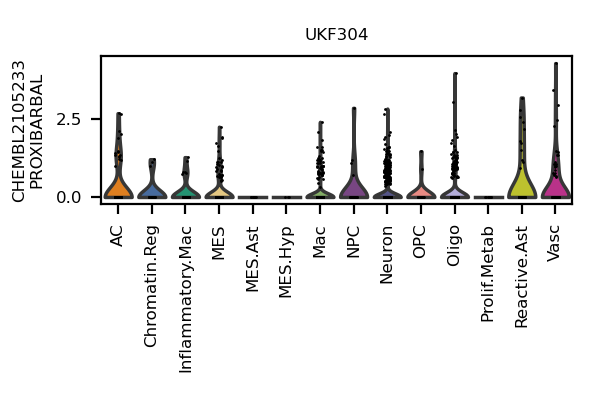 UKF304
CHEMBL2105233
PROXIBARBAL
2.5
0.0
AC
Chromatin.Reg
Inflammatory.Mac
MES
MES.Ast
MES.Hyp
Mac
NPC
Neuron
OPC
Oligo
Prolif.Metab
Reactive.Ast
Vasc